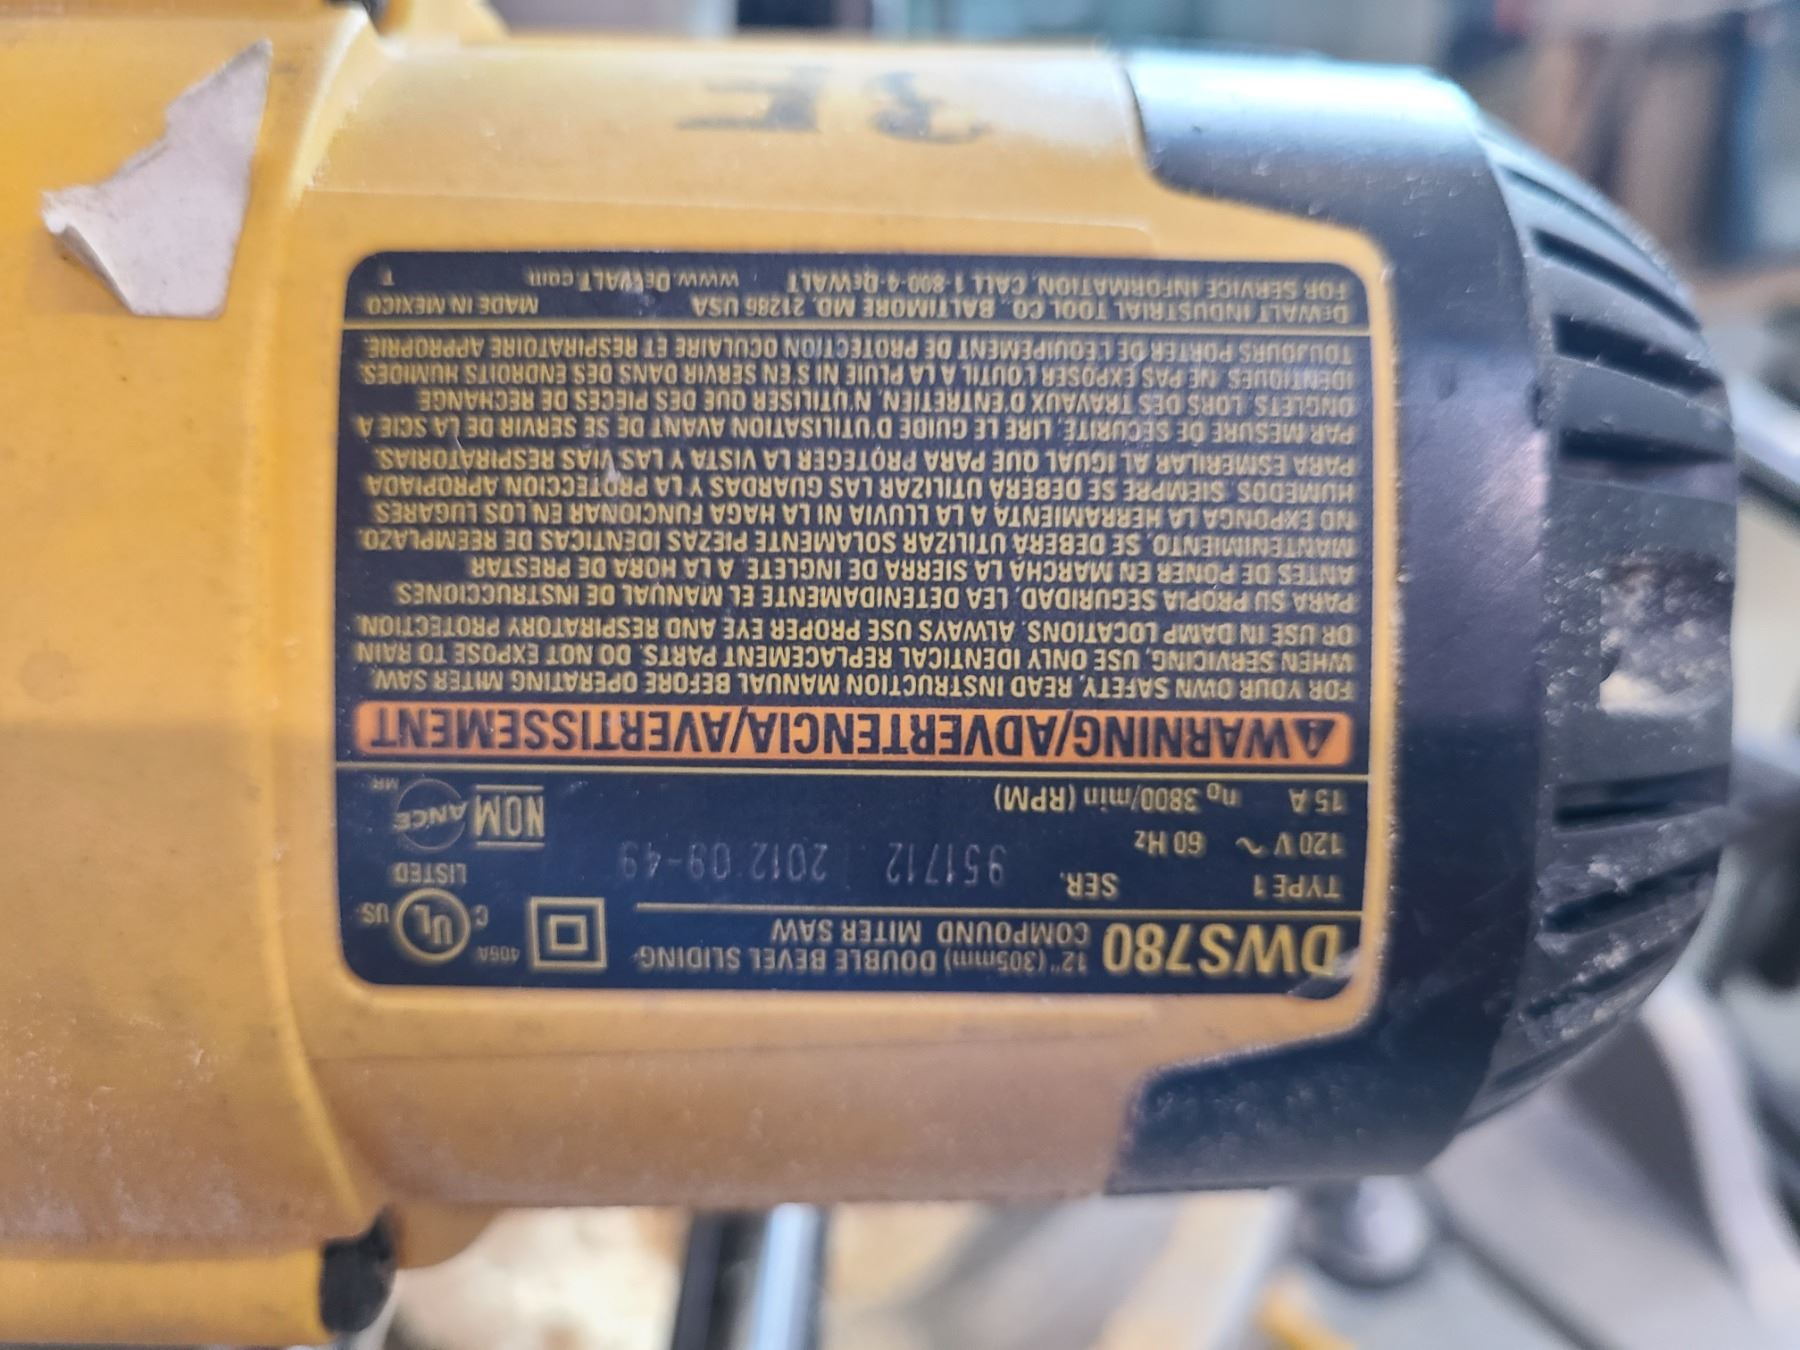 DWS780
12" (305mm) DOUBLE BEVEL SLIDING
COMPOUND MITER SAW
406A
C UL US
LISTED
TYPE 1 SER. 951712 2012 09-49
120 V ~ 60 Hz
15 A n0 3800/min (RPM)
NOM ANCE MR
WARNING/ADVERTENCIA/AVERTISSEMENT
FOR YOUR OWN SAFETY, READ INSTRUCTION MANUAL BEFORE OPERATING MITER SAW.
WHEN SERVICING, USE ONLY IDENTICAL REPLACEMENT PARTS. DO NOT EXPOSE TO RAIN
OR USE IN DAMP LOCATIONS. ALWAYS USE PROPER EYE AND RESPIRATORY PROTECTION.
PARA SU PROPIA SEGURIDAD, LEA DETENIDAMENTE EL MANUAL DE INSTRUCCIONES
ANTES DE PONER EN MARCHA LA SIERRA DE INGLETE. A LA HORA DE PRESTAR
MANTENIMIENTO, SE DEBERA UTILIZAR SOLAMENTE PIEZAS IDENTICAS DE REEMPLAZO.
NO EXPONGA LA HERRAMIENTA A LA LLUVIA NI LA HAGA FUNCIONAR EN LOS LUGARES
HUMEDOS. SIEMPRE SE DEBERA UTILIZAR LAS GUARDAS Y LA PROTECCION APROPIADA
PARA ESMERILAR AL IGUAL QUE PARA PROTEGER LA VISTA Y LAS VIAS RESPIRATORIAS.
PAR MESURE DE SÉCURITÉ, LIRE LE GUIDE D'UTILISATION AVANT DE SE SERVIR DE LA SCIE À
ONGLETS. LORS DES TRAVAUX D'ENTRETIEN, N'UTILISER QUE DES PIÈCES DE RECHANGE
IDENTIQUES. NE PAS EXPOSER L'OUTIL À LA PLUIE NI S'EN SERVIR DANS DES ENDROITS HUMIDES.
TOUJOURS PORTER DE L'ÉQUIPEMENT DE PROTECTION OCULAIRE ET RESPIRATOIRE APPROPRIÉ.
DEWALT INDUSTRIAL TOOL CO., BALTIMORE MD, 21286 USA MADE IN MEXICO
FOR SERVICE INFORMATION, CALL 1-800-4-DEWALT www.DEWALT.com